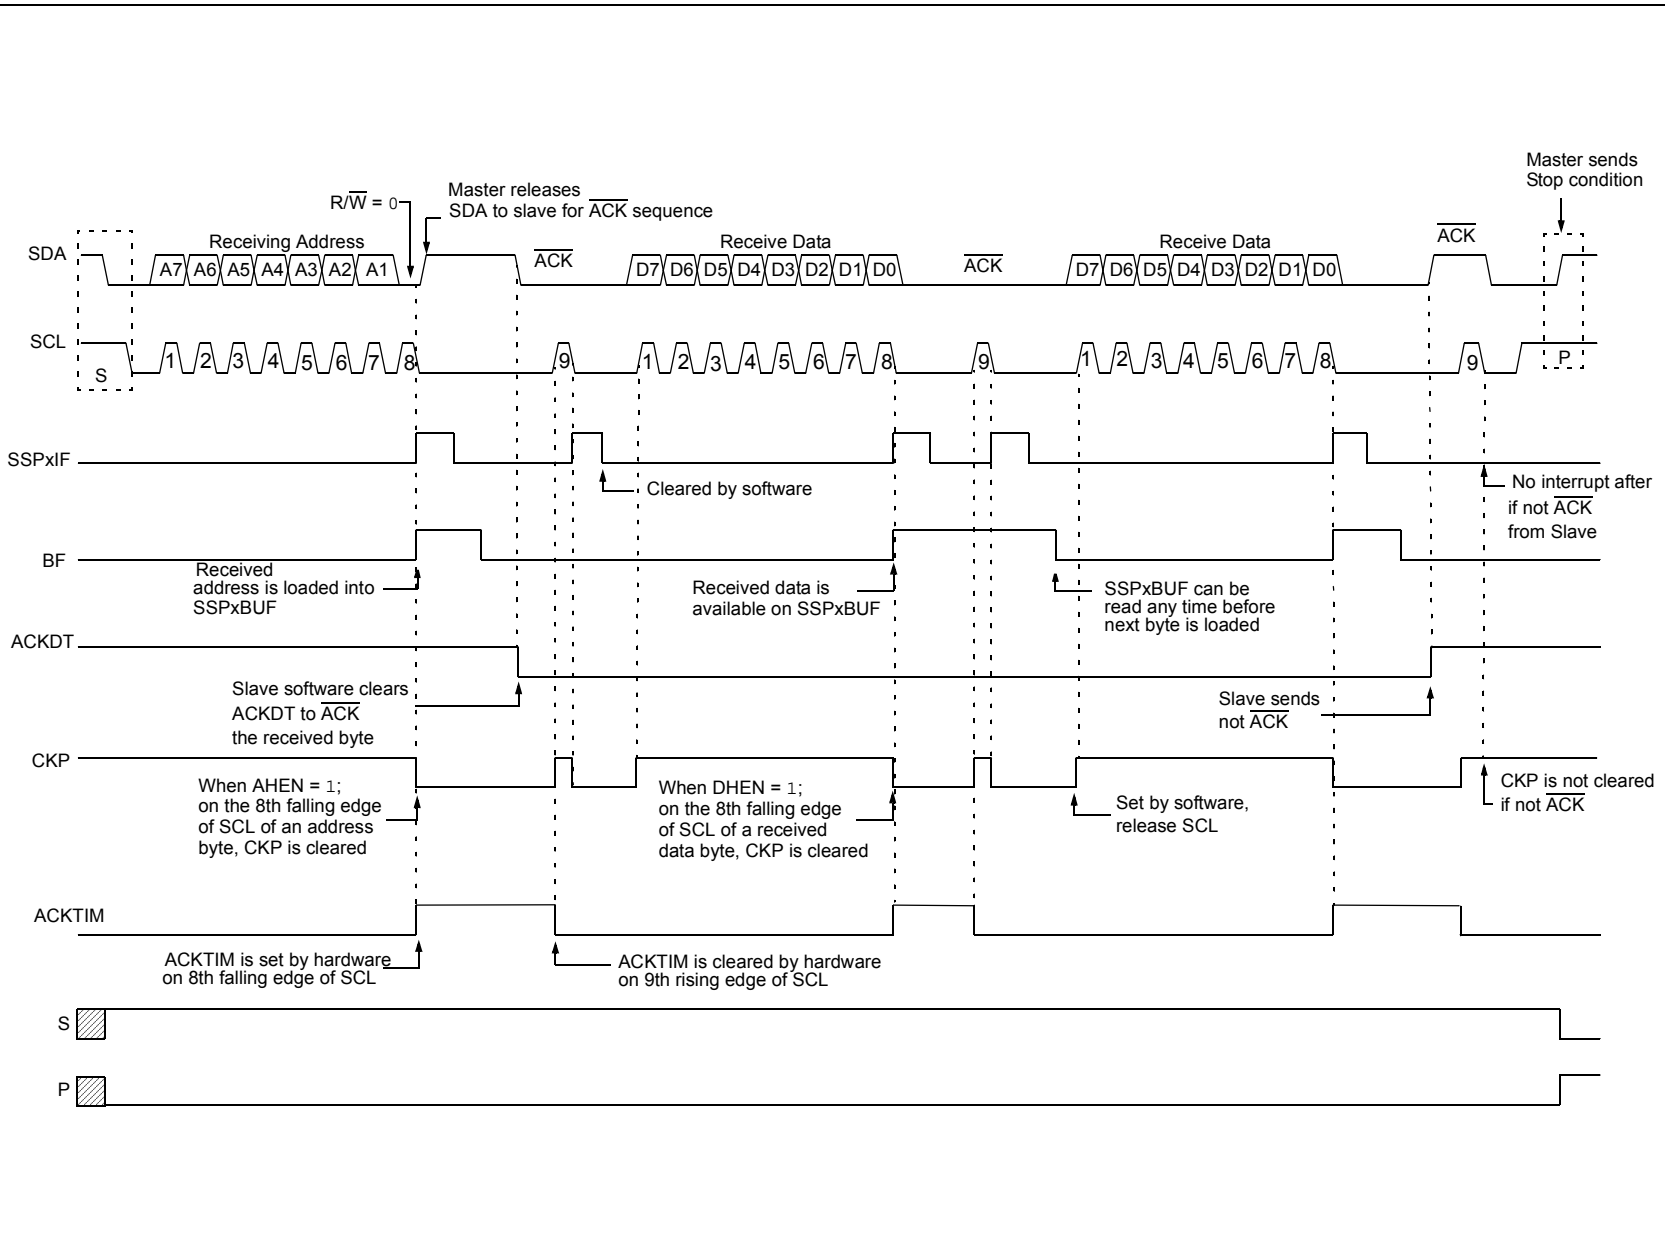 Master sends
Stop condition
R/W̅ = 0
Master releases
SDA to slave for A̅C̅K̅ sequence
SDA
Receiving Address
A̅C̅K̅
Receive Data
A̅C̅K̅
Receive Data
A̅C̅K̅
A7 A6 A5 A4 A3 A2 A1
D7 D6 D5 D4 D3 D2 D1 D0
D7 D6 D5 D4 D3 D2 D1 D0
SCL
S
1 2 3 4 5 6 7 8 9
1 2 3 4 5 6 7 8 9
1 2 3 4 5 6 7 8 9
P
SSPxIF
Cleared by software
No interrupt after
if not A̅C̅K̅
from Slave
BF
Received
address is loaded into
SSPxBUF
Received data is
available on SSPxBUF
SSPxBUF can be
read any time before
next byte is loaded
ACKDT
Slave software clears
ACKDT to A̅C̅K̅
the received byte
Slave sends
not A̅C̅K̅
CKP
When AHEN = 1;
on the 8th falling edge
of SCL of an address
byte, CKP is cleared
When DHEN = 1;
on the 8th falling edge
of SCL of a received
data byte, CKP is cleared
Set by software,
release SCL
CKP is not cleared
if not A̅C̅K̅
ACKTIM
ACKTIM is set by hardware
on 8th falling edge of SCL
ACKTIM is cleared by hardware
on 9th rising edge of SCL
S
P